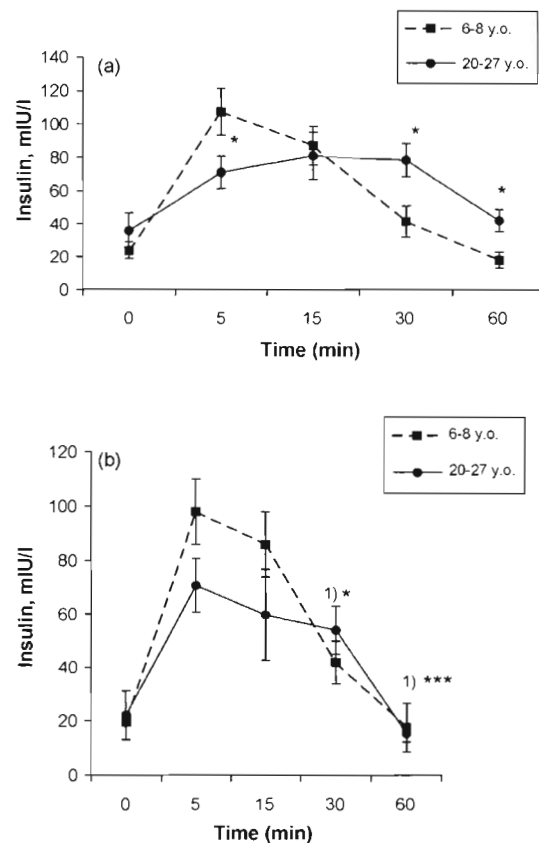 6-8 y.o.
20-27 y.o.
(a)
140
120
100
80
60
40
20
0
Insulin, mIU/l
*
*
*
0 5 15 30 60
Time (min)
6-8 y.o.
20-27 y.o.
(b)
120
100
80
60
40
20
0
Insulin, mIU/l
1) *
1) ***
0 5 15 30 60
Time (min)